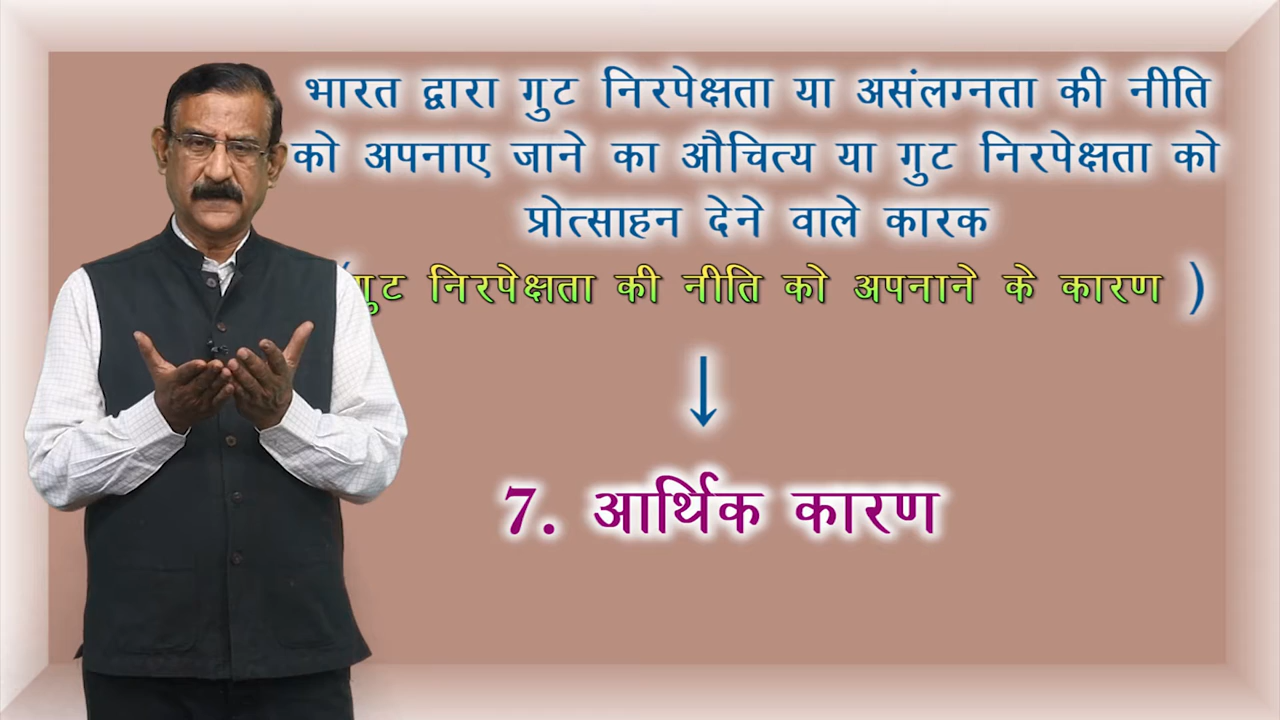 भारत द्वारा गुट निरपेक्षता या असंलग्नता की नीति
को अपनाए जाने का औचित्य या गुट निरपेक्षता को
प्रोत्साहन देने वाले कारक
(गुट निरपेक्षता की नीति को अपनाने के कारण )
7. आर्थिक कारण